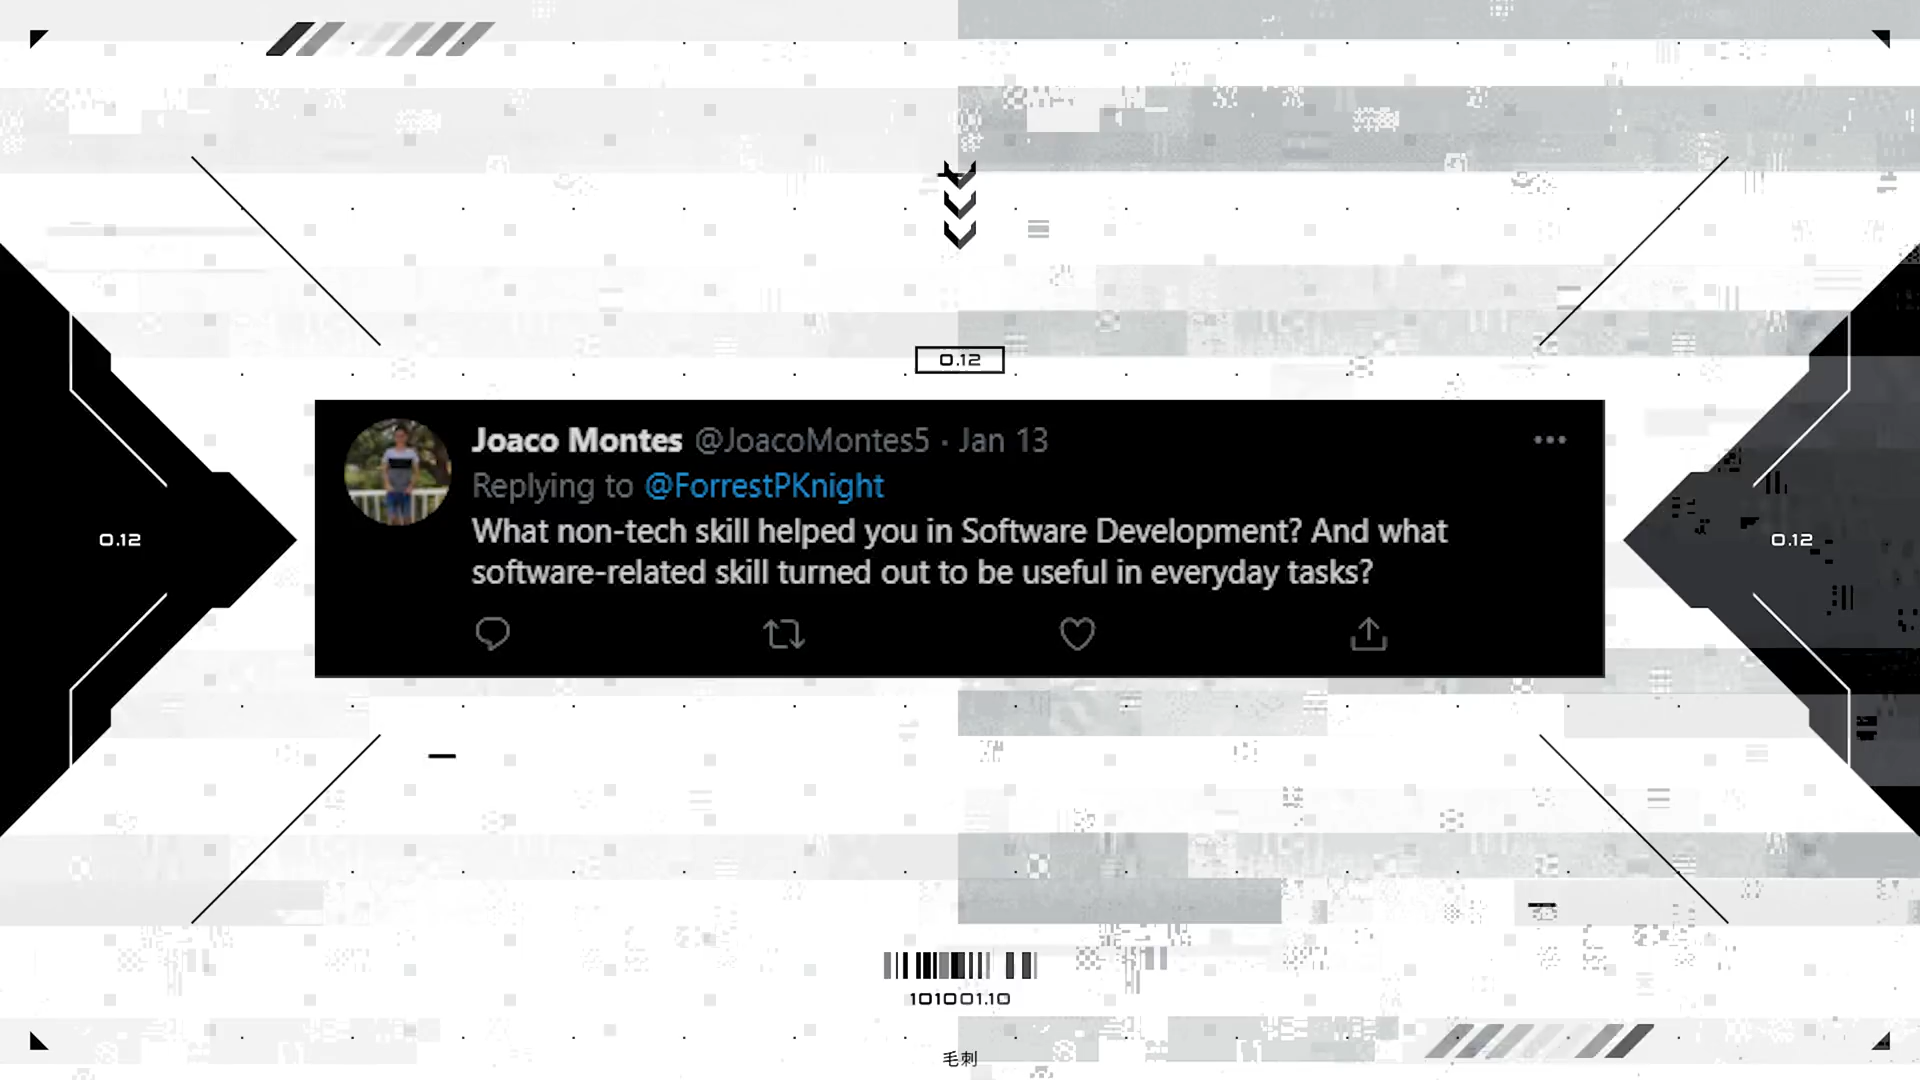 0.12
Joaco Montes @JoacoMontes5 · Jan 13
Replying to @ForrestPKnight
What non-tech skill helped you in Software Development? And what
software-related skill turned out to be useful in everyday tasks?
0.12
0.12
101001.10
毛刺